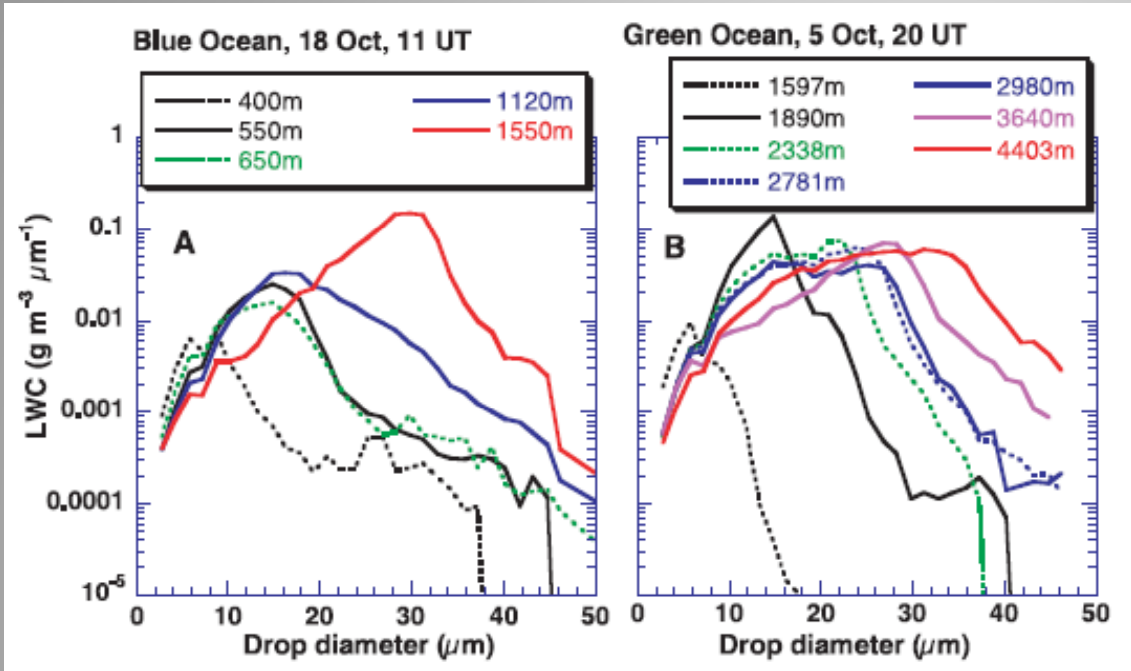 Blue Ocean, 18 Oct, 11 UT
400m
550m
650m
1120m
1550m
A
1
0.1
0.01
0.001
0.0001
10⁻⁵
LWC (g m⁻³ μm⁻¹)
0 10 20 30 40 50
Drop diameter (μm)
Green Ocean, 5 Oct, 20 UT
1597m
1890m
2338m
2781m
2980m
3640m
4403m
B
0 10 20 30 40 50
Drop diameter (μm)